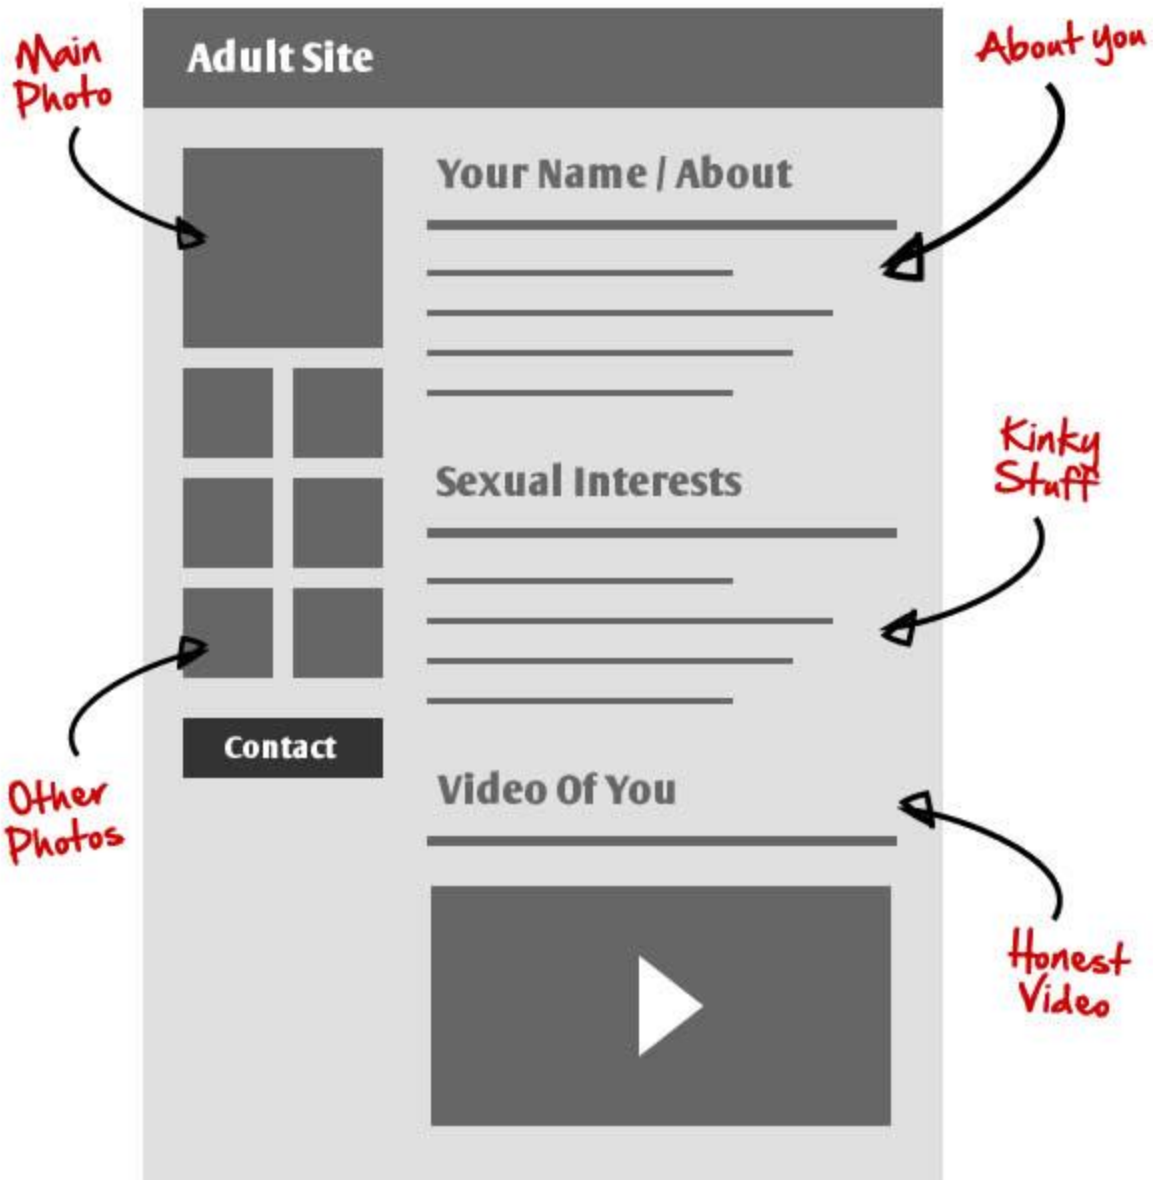 Main
Photo
Adult Site
About you
Your Name / About
Sexual Interests
Kinky
Stuff
Contact
Other
Photos
Video Of You
Honest
Video